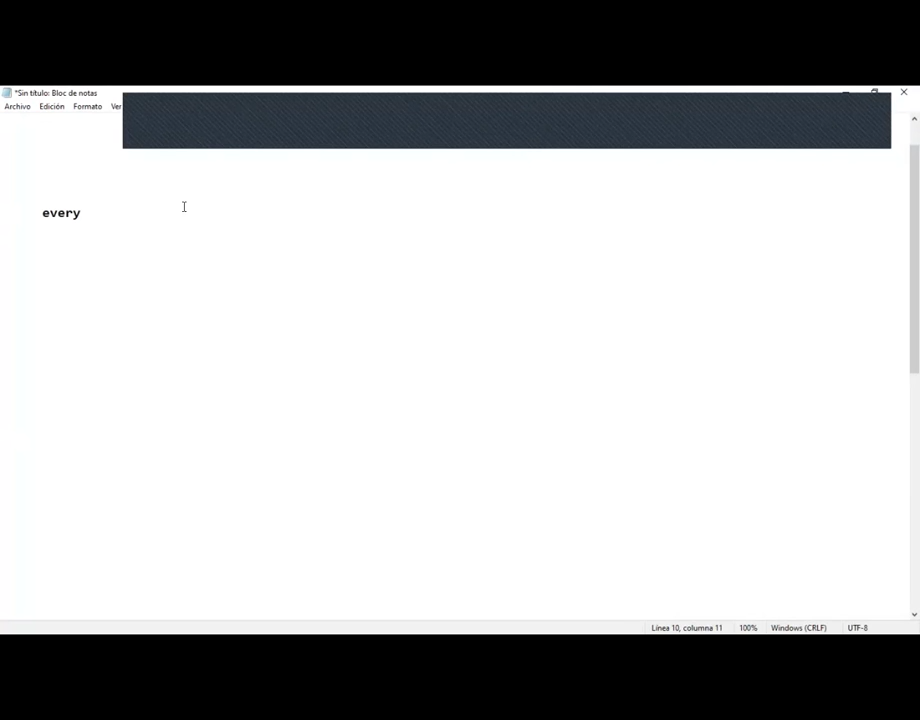 *Sin título: Bloc de notas
Archivo Edición Formato Ver
every
Línea 10, columna 11 100% Windows (CRLF) UTF-8